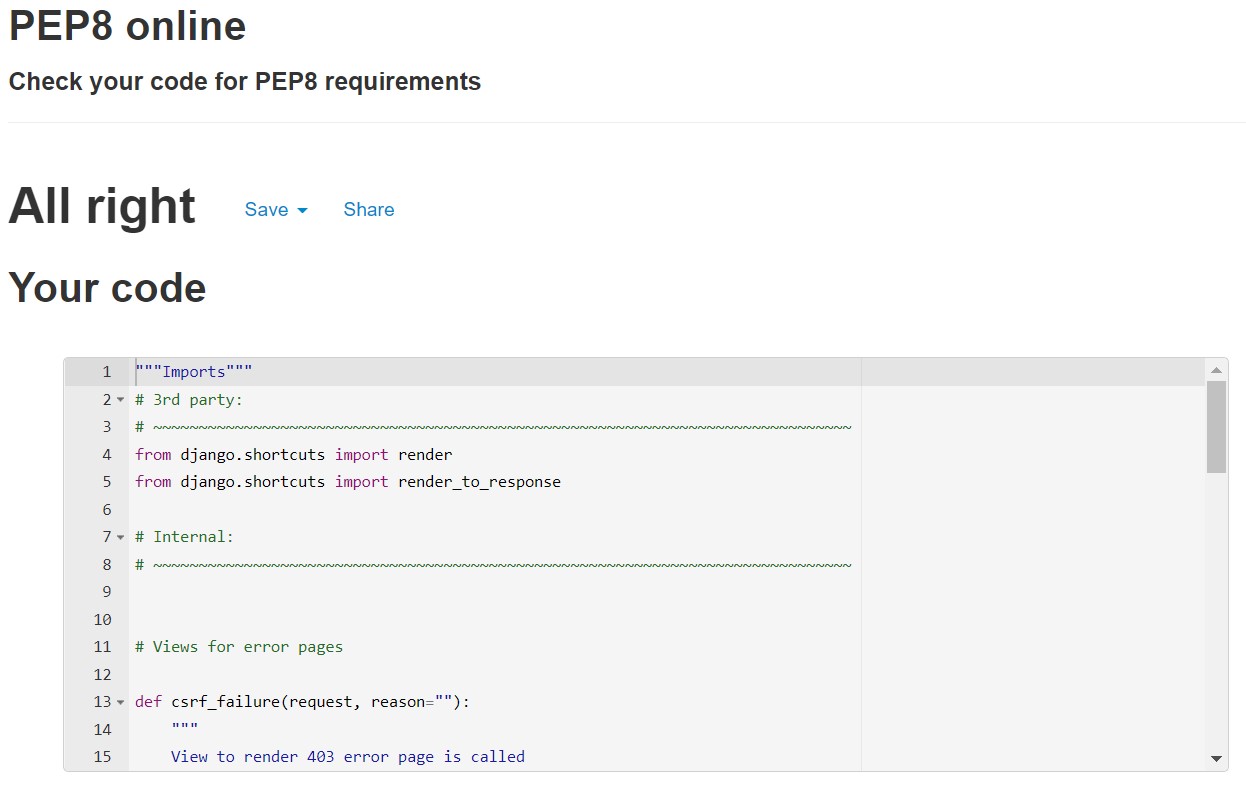 PEP8 online
Check your code for PEP8 requirements
All right Save Share
Your code
1 """Imports"""
2 # 3rd party:
3 # ~~~~~~~~~~~~~~~~~~~~~~~~~~~~~~~~~~~~~~~~~~~~~~~~~~~~~~~~~~~~~~~~~~~~~~~~~~~~~
4 from django.shortcuts import render
5 from django.shortcuts import render_to_response
6
7 # Internal:
8 # ~~~~~~~~~~~~~~~~~~~~~~~~~~~~~~~~~~~~~~~~~~~~~~~~~~~~~~~~~~~~~~~~~~~~~~~~~~~~~
9
10
11 # Views for error pages
12
13 def csrf_failure(request, reason=""):
14 """
15 View to render 403 error page is called